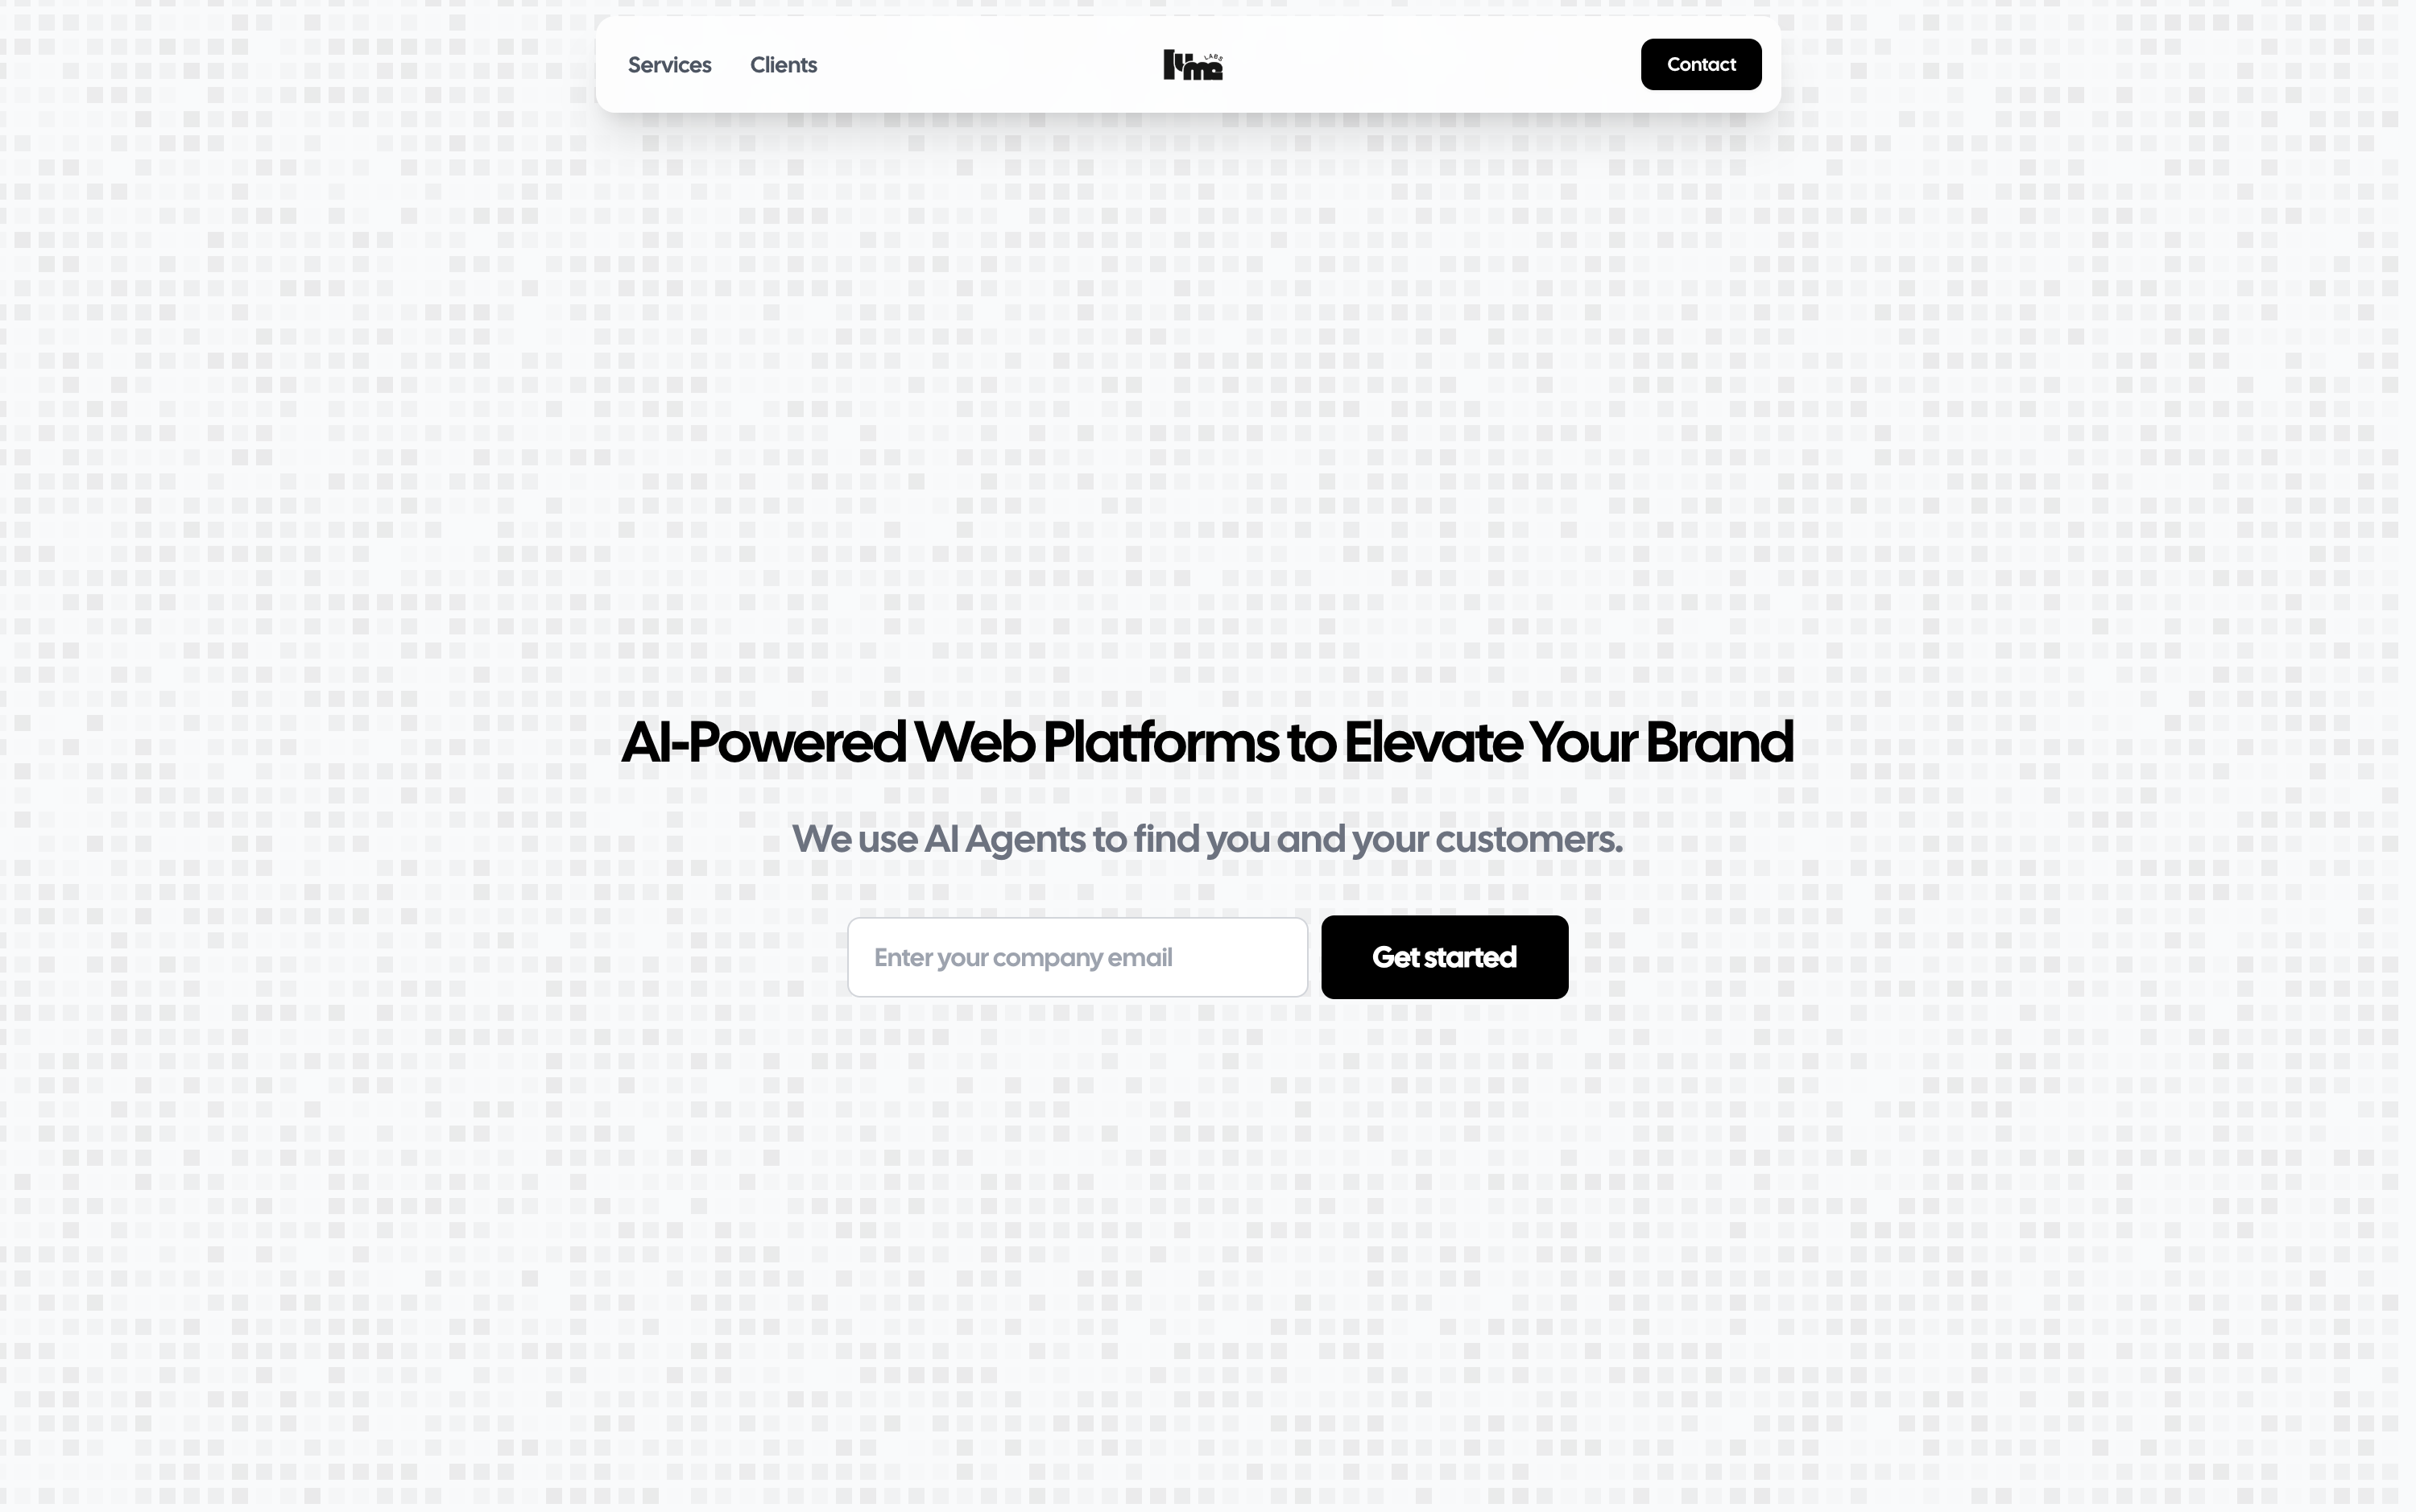 Services
Clients
lyme
LABS
Contact
AI-Powered Web Platforms to Elevate Your Brand
We use AI Agents to find you and your customers.
Enter your company email
Get started